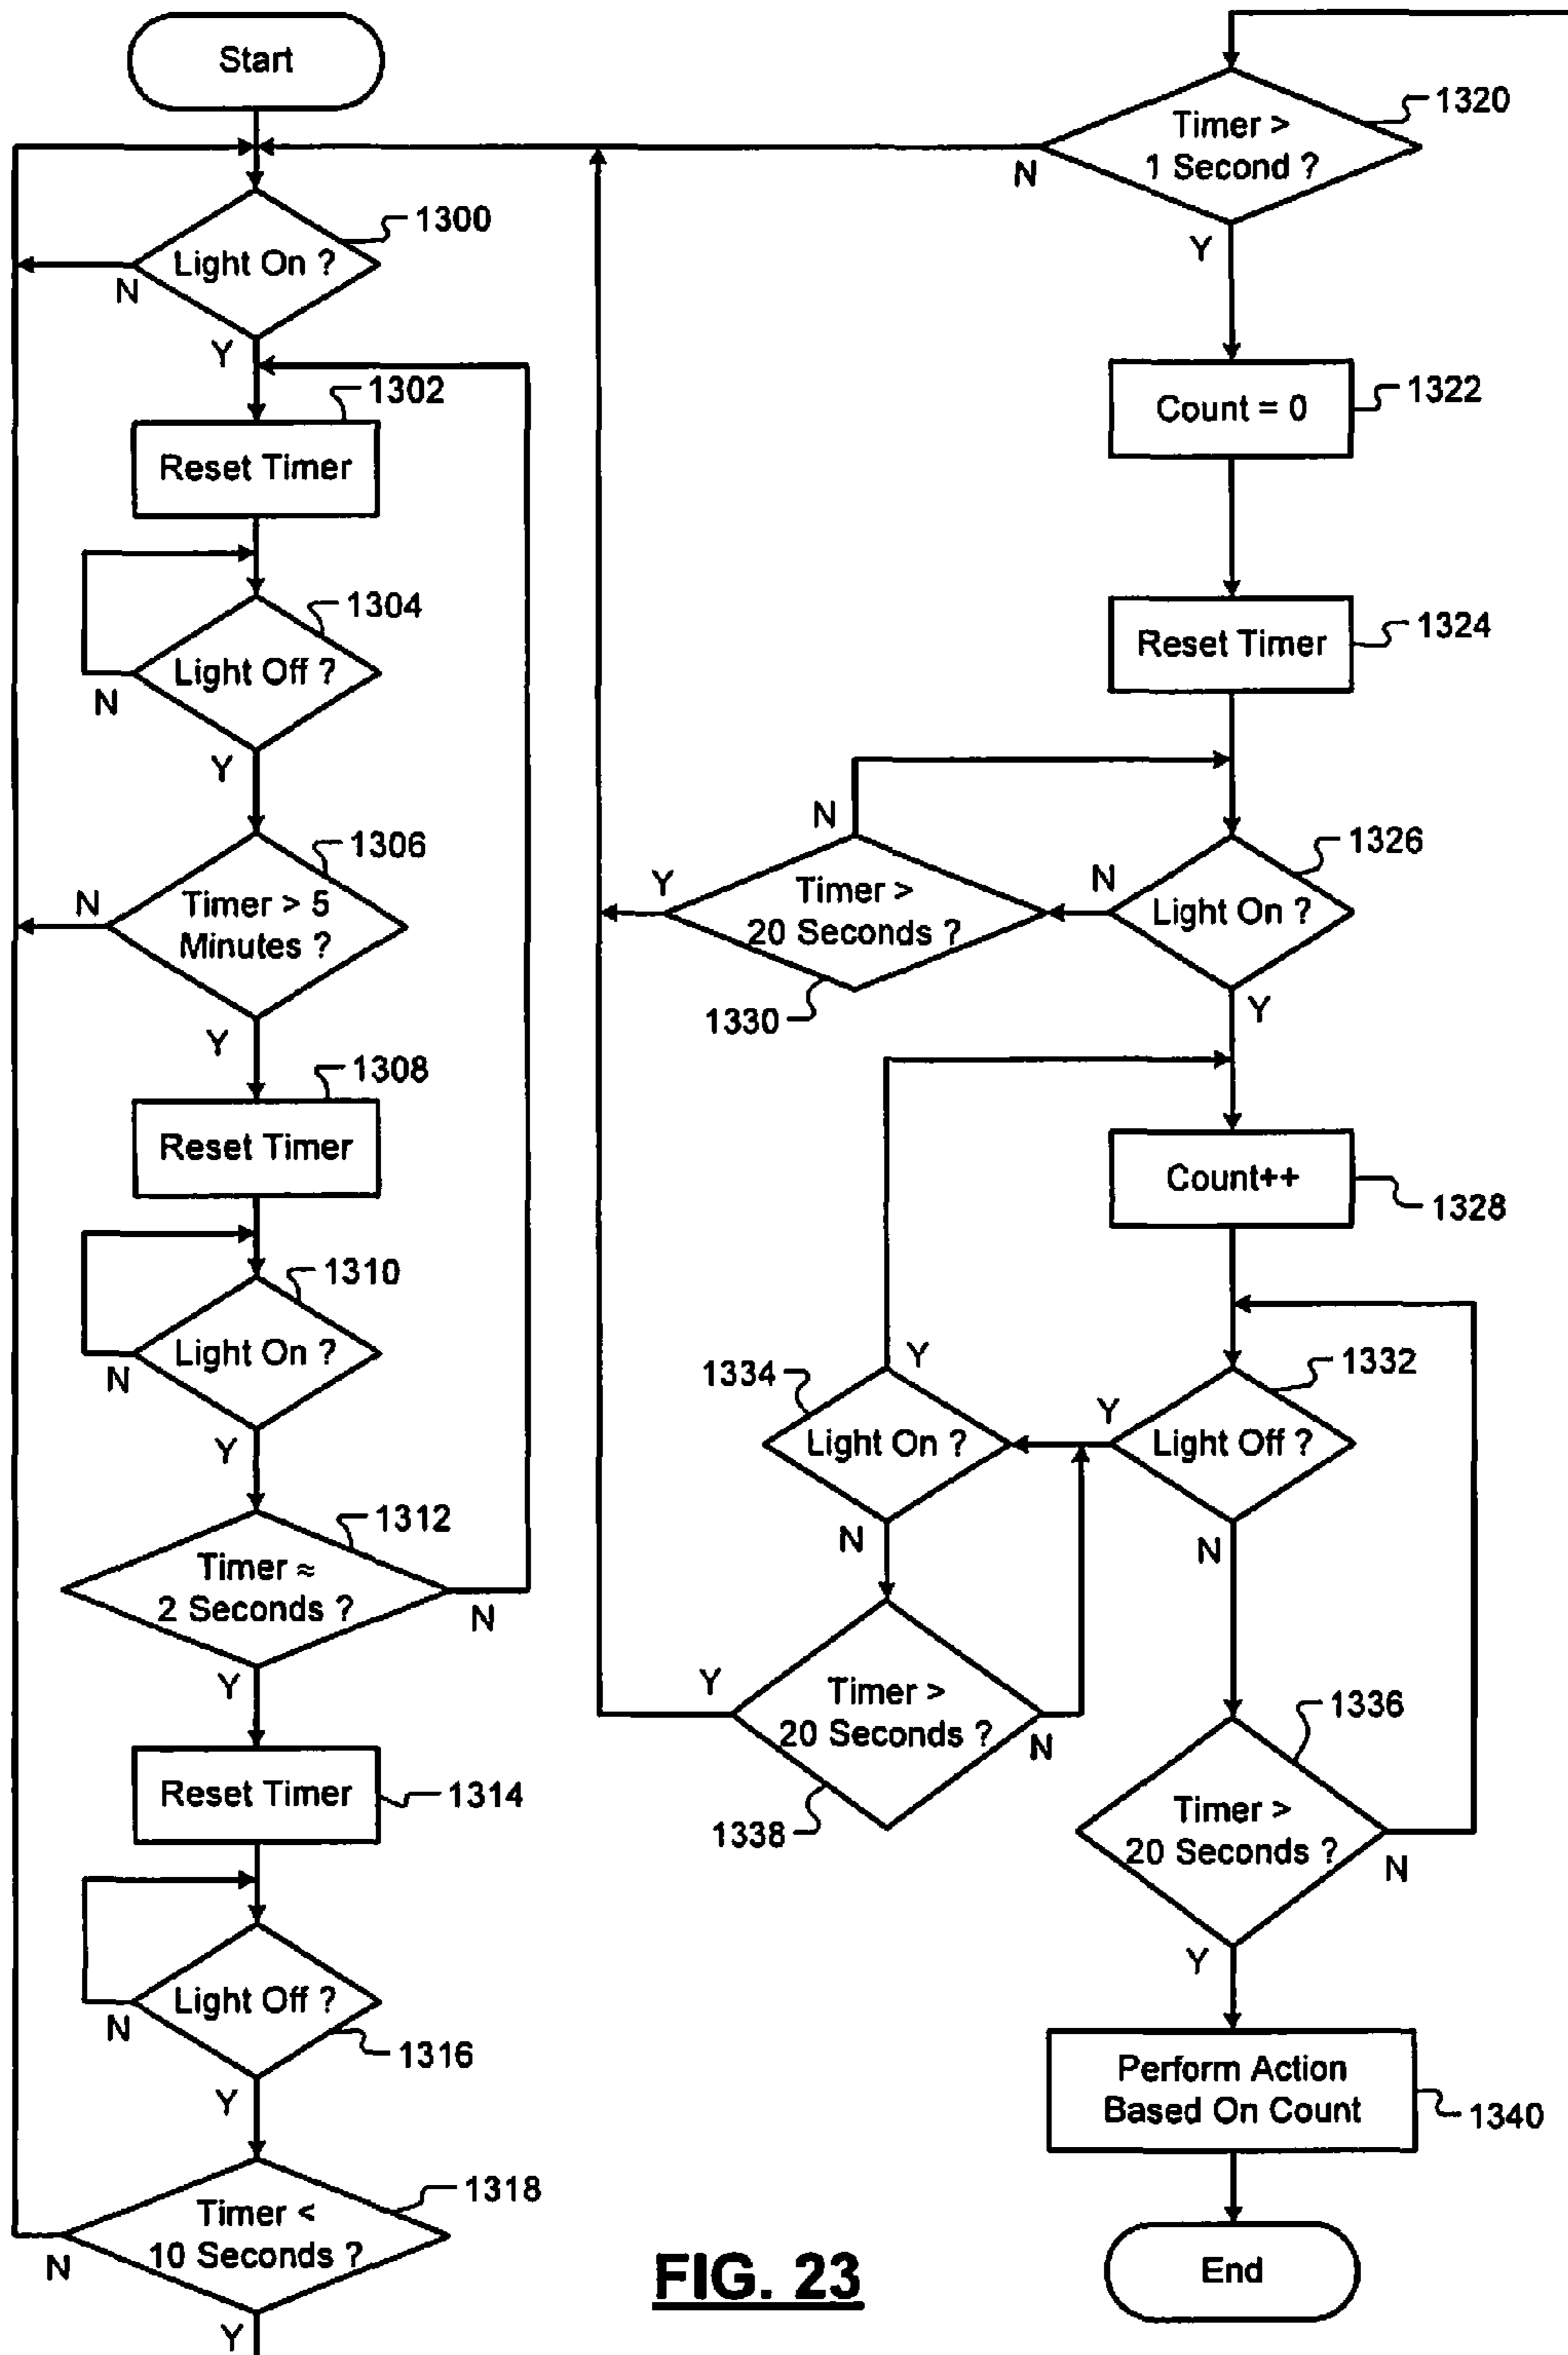 Start
1300
Light On ?
N
Y
1302
Reset Timer
1304
Light Off ?
N
Y
1306
N
Timer > 5
Minutes ?
Y
1308
Reset Timer
1310
Light On ?
N
Y
1312
Timer ≈
2 Seconds ?
N
Y
Reset Timer
1314
Light Off ?
N
1316
Y
1318
Timer <
10 Seconds ?
N
Y
1320
Timer >
1 Second ?
N
Y
Count = 0
1322
Reset Timer
1324
N
1326
Y
Timer >
20 Seconds ?
N
Light On ?
1330
Y
Count++
1328
1334
Y
1332
Light On ?
Y
Light Off ?
N
N
Y
Timer >
20 Seconds ?
N
1338
1336
Timer >
20 Seconds ?
N
Y
Perform Action
Based On Count
1340
End
FIG. 23